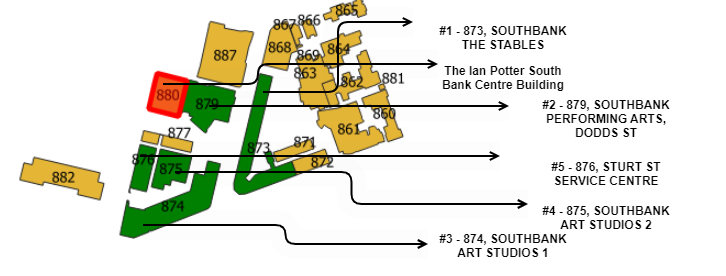 865
867
866
#1 - 873, SOUTHBANK
THE STABLES
887
868
869
864
863
The Ian Potter South
Bank Centre Building
880
879
862
881
#2 - 879, SOUTHBANK
PERFORMING ARTS,
DODDS ST
860
861
877
873
871
872
876
875
#5 - 876, STURT ST
SERVICE CENTRE
882
874
#4 - 875, SOUTHBANK
ART STUDIOS 2
#3 - 874, SOUTHBANK
ART STUDIOS 1